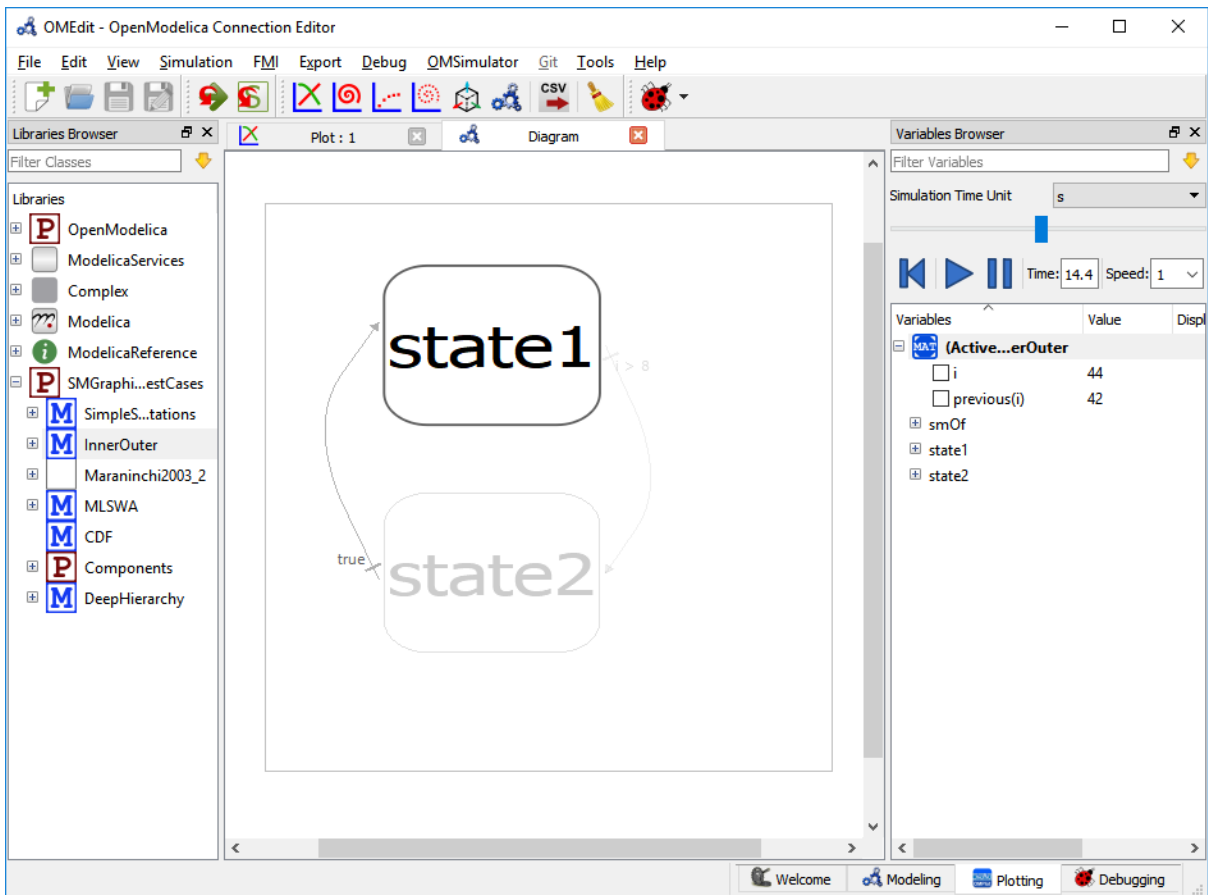 OMEdit - OpenModelica Connection Editor
File Edit View Simulation FMI Export Debug OMSimulator Git Tools Help
CSV
Libraries Browser
Filter Classes
Libraries
P OpenModelica
ModelicaServices
Complex
m Modelica
i ModelicaReference
P SMGraphi...estCases
M SimpleS...tations
M InnerOuter
Maraninchi2003_2
M MLSWA
M CDF
P Components
M DeepHierarchy
Plot : 1 Diagram
state1
i > 8
true
state2
Variables Browser
Filter Variables
Simulation Time Unit s
Time: 14.4 Speed: 1
Variables Value Displ
MAT (Active...erOuter
i 44
previous(i) 42
smOf
state1
state2
Welcome Modeling Plotting Debugging